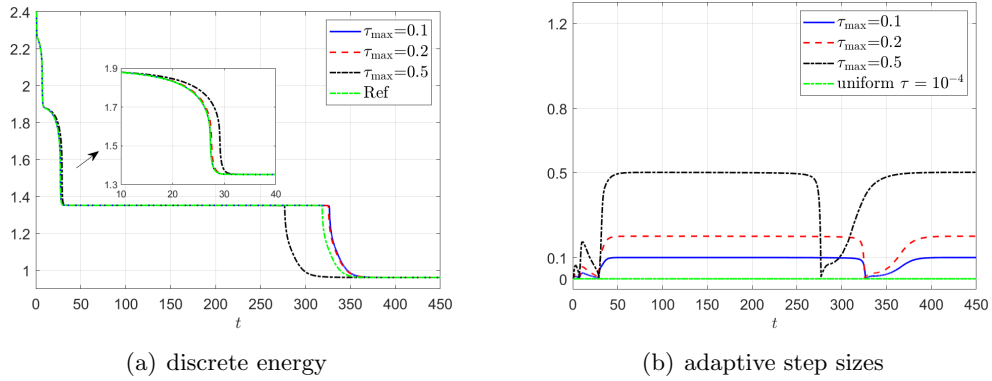 2.4
2.2
2
1.8
1.6
1.4
1.2
1
0 50 100 150 200 250 300 350 400 450
t
τmax=0.1
τmax=0.2
τmax=0.5
Ref
1.9
1.7
1.5
1.3
10 20 30 40
(a) discrete energy
1.2
0.5
0.1
0
0 50 100 150 200 250 300 350 400 450
t
τmax=0.1
τmax=0.2
τmax=0.5
uniform τ = 10⁻⁴
(b) adaptive step sizes